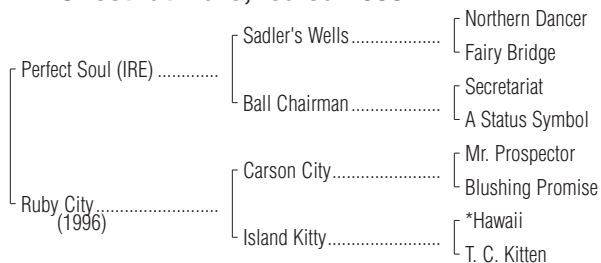 Northern Dancer
Sadler's Wells
Fairy Bridge
Perfect Soul (IRE)
Secretariat
Ball Chairman
A Status Symbol
Mr. Prospector
Carson City
Blushing Promise
Ruby City
(1996)
*Hawaii
Island Kitty
T. C. Kitten